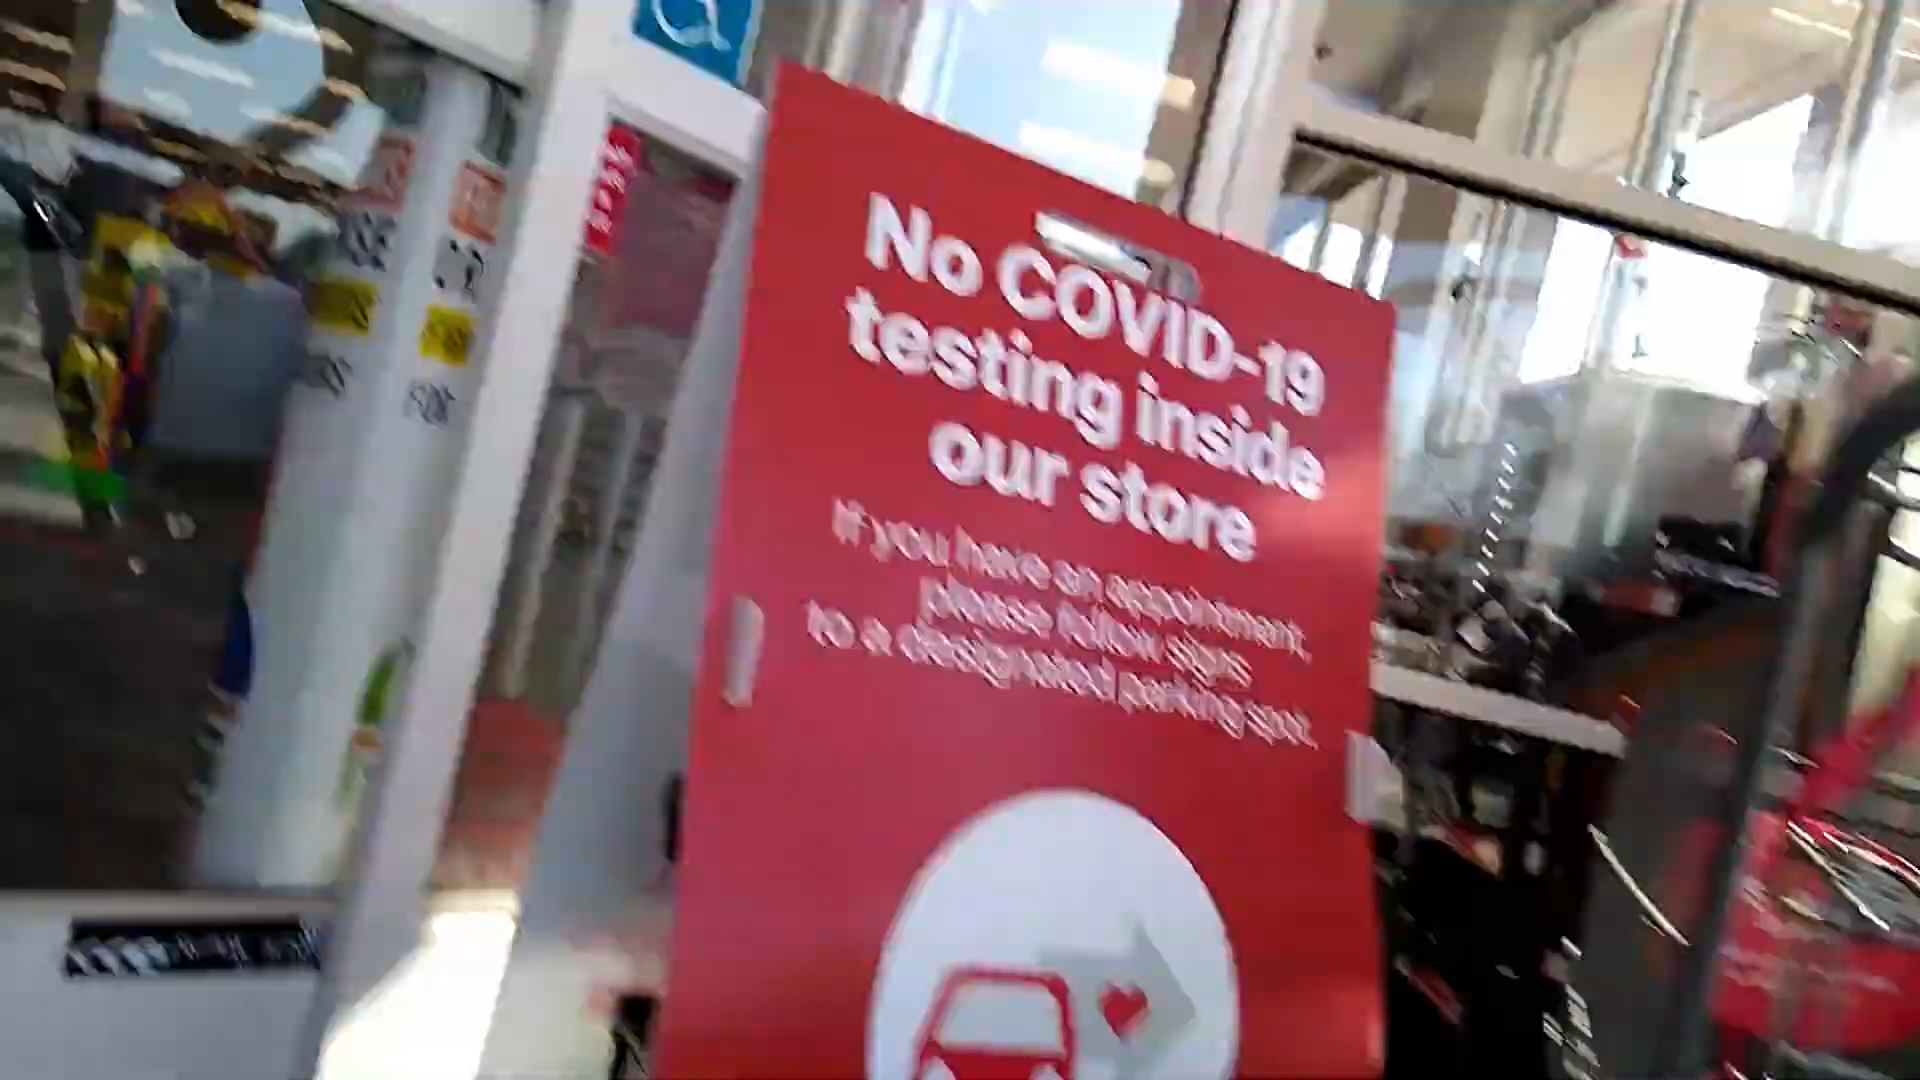 No COVID-19
testing inside
our store
If you have an appointment,
please follow signs
to a designated parking spot.